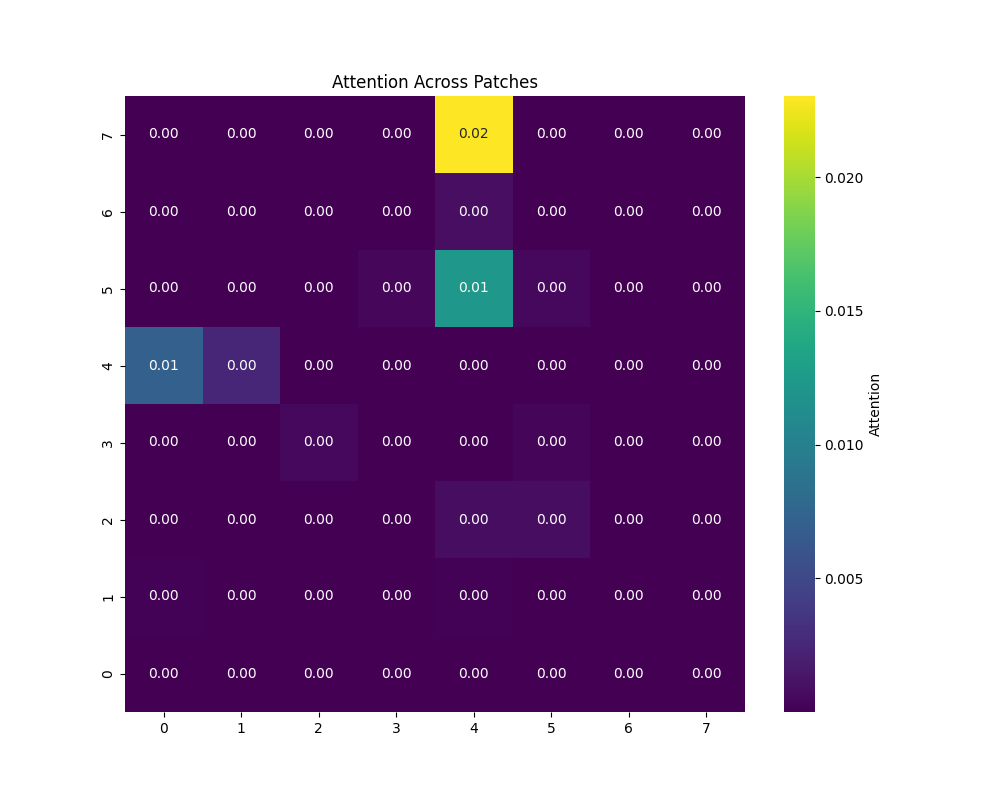 Attention Across Patches
7 0.00 0.00 0.00 0.00 0.02 0.00 0.00 0.00
6 0.00 0.00 0.00 0.00 0.00 0.00 0.00 0.00
5 0.00 0.00 0.00 0.00 0.01 0.00 0.00 0.00
4 0.01 0.00 0.00 0.00 0.00 0.00 0.00 0.00
3 0.00 0.00 0.00 0.00 0.00 0.00 0.00 0.00
2 0.00 0.00 0.00 0.00 0.00 0.00 0.00 0.00
1 0.00 0.00 0.00 0.00 0.00 0.00 0.00 0.00
0 0.00 0.00 0.00 0.00 0.00 0.00 0.00 0.00
0 1 2 3 4 5 6 7
0.020
0.015
0.010
0.005
Attention